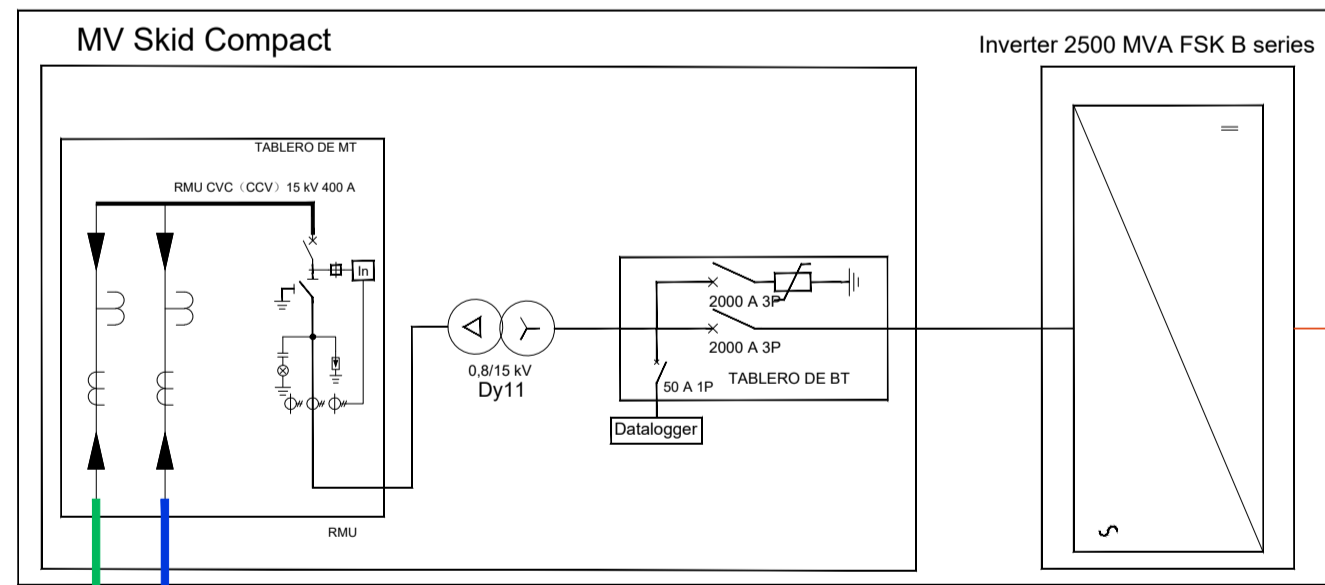 MV Skid Compact
Inverter 2500 MVA FSK B series
TABLERO DE MT
RMU CVC（CCV）15 kV 400 A
In
2000 A 3P
2000 A 3P
0,8/15 kV
Dy11
50 A 1P
TABLERO DE BT
Datalogger
RMU